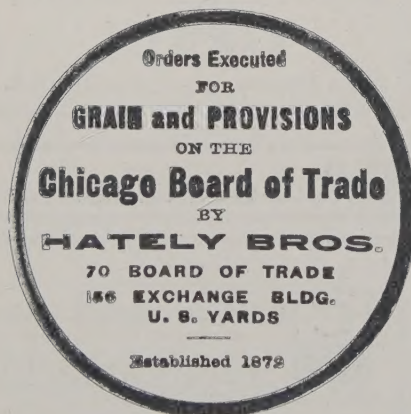 Orders Executed
FOR
GRAIN and PROVISIONS
ON THE
Chicago Board of Trade
BY
HATELY BROS.
70 BOARD OF TRADE
156 EXCHANGE BLDG.
U. S. YARDS
Established 1872